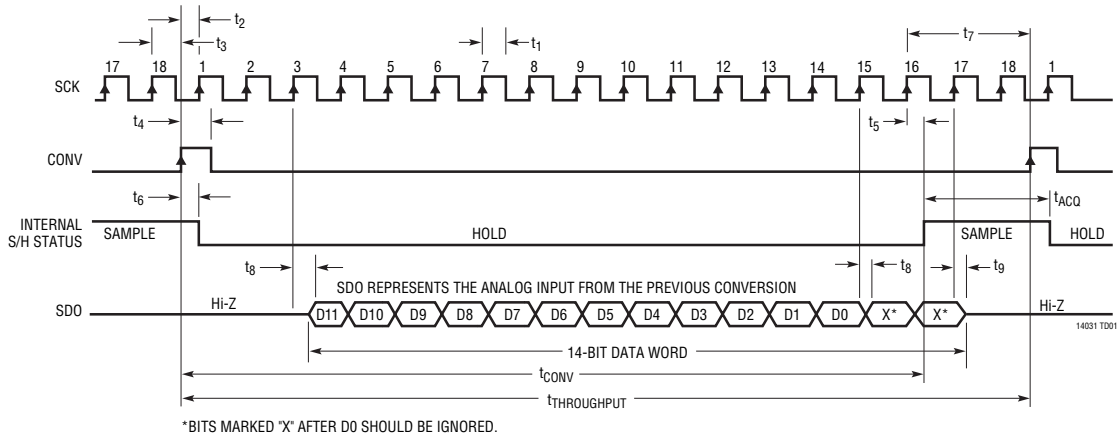 t2
t3
t1
t7
SCK 17 18 1 2 3 4 5 6 7 8 9 10 11 12 13 14 15 16 17 18 1
t4
t5
CONV
t6
tACQ
INTERNAL
S/H STATUS
SAMPLE HOLD SAMPLE HOLD
t8
t8
t9
SDO REPRESENTS THE ANALOG INPUT FROM THE PREVIOUS CONVERSION
SDO Hi-Z D11 D10 D9 D8 D7 D6 D5 D4 D3 D2 D1 D0 X* X* Hi-Z
14031 TD01
14-BIT DATA WORD
tCONV
tTHROUGHPUT
*BITS MARKED "X" AFTER D0 SHOULD BE IGNORED.